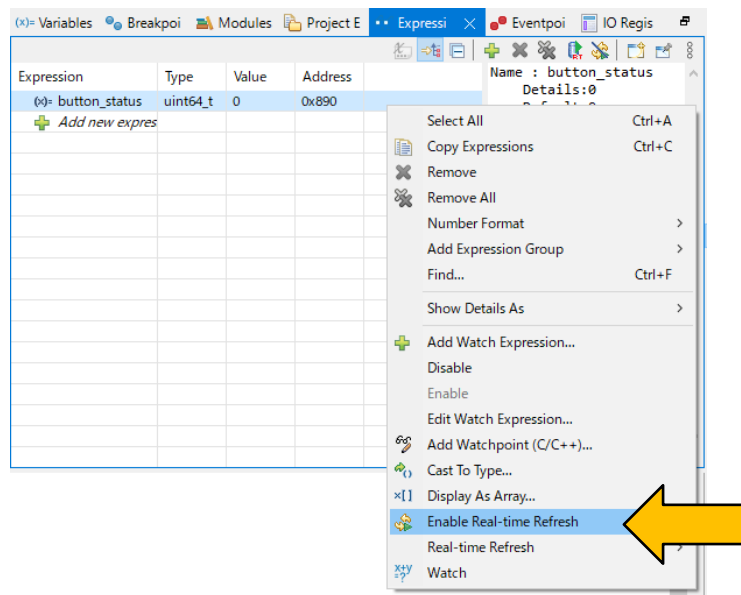 (x)= Variables Breakpoi Modules Project E Expressi Eventpoi IO Regis
Expression Type Value Address
(x)= button_status uint64_t 0 0x890
Add new expres
Name : button_status
Details:0
Default:0
Select All Ctrl+A
Copy Expressions Ctrl+C
Remove
Remove All
Number Format
Add Expression Group
Find... Ctrl+F
Show Details As
Add Watch Expression...
Disable
Enable
Edit Watch Expression...
Add Watchpoint (C/C++)...
Cast To Type...
Display As Array...
Enable Real-time Refresh
Real-time Refresh
Watch